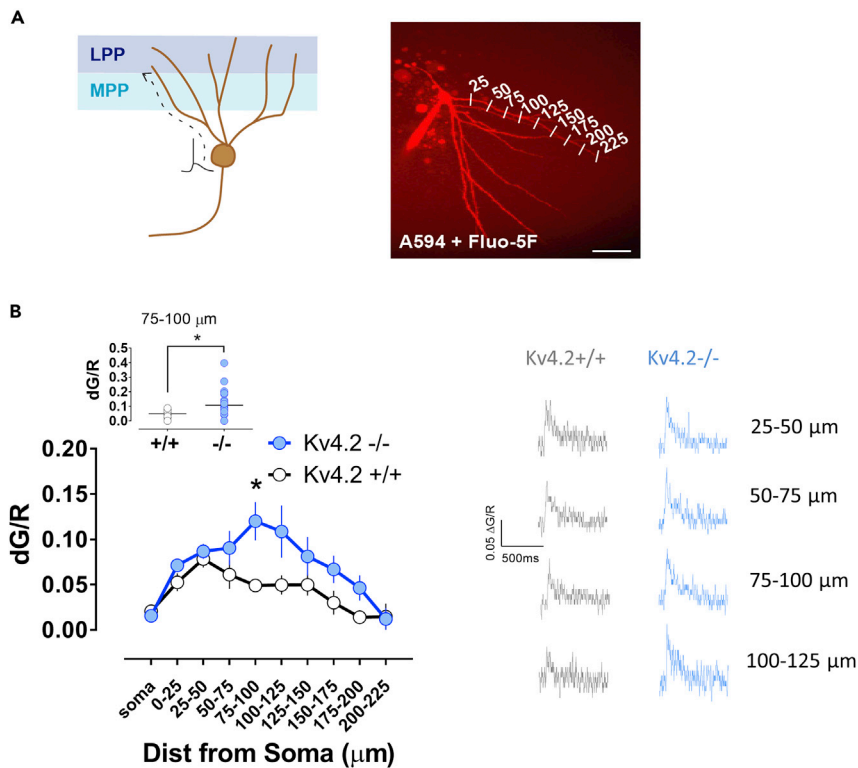 A
LPP
MPP
25
50
75
100
125
150
175
200
225
A594 + Fluo-5F
B
75-100 μm
*
dG/R
0.5
0.4
0.3
0.2
0.1
0.0
+/+
-/-
Kv4.2 -/-
Kv4.2 +/+
*
dG/R
0.20
0.15
0.10
0.05
0.00
soma
0-25
25-50
50-75
75-100
100-125
125-150
150-175
175-200
200-225
Dist from Soma (μm)
Kv4.2+/+
Kv4.2-/-
25-50 μm
50-75 μm
75-100 μm
100-125 μm
0.05 ΔG/R
500ms